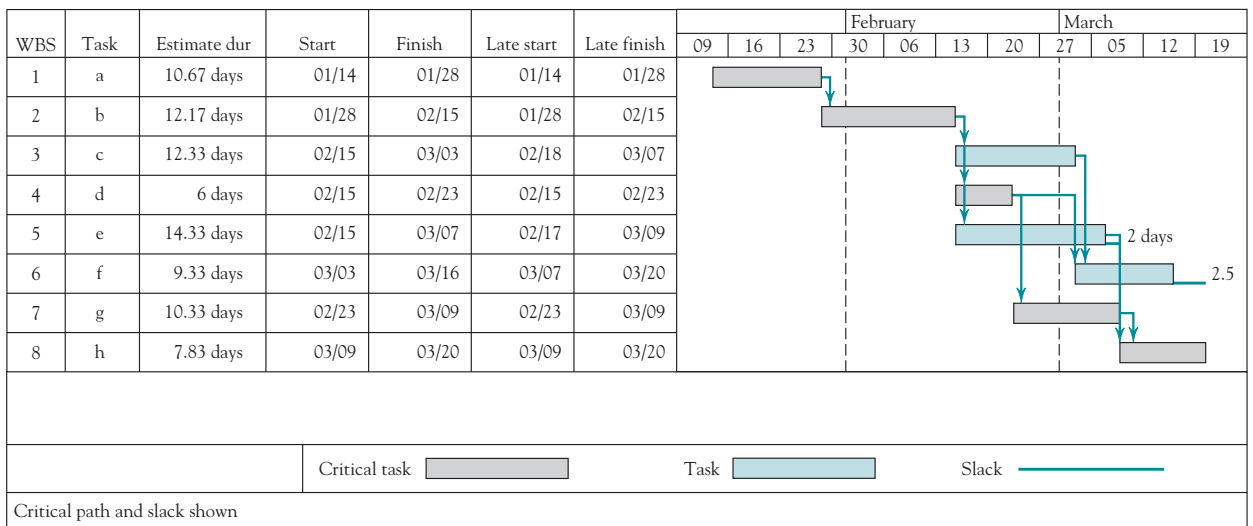 February March
WBS Task Estimate dur Start Finish Late start Late finish 09 16 23 30 06 13 20 27 05 12 19
1 a 10.67 days 01/14 01/28 01/14 01/28
2 b 12.17 days 01/28 02/15 01/28 02/15
3 c 12.33 days 02/15 03/03 02/18 03/07
4 d 6 days 02/15 02/23 02/15 02/23
5 e 14.33 days 02/15 03/07 02/17 03/09 2 days
6 f 9.33 days 03/03 03/16 03/07 03/20 2.5
7 g 10.33 days 02/23 03/09 02/23 03/09
8 h 7.83 days 03/09 03/20 03/09 03/20
Critical task Task Slack
Critical path and slack shown